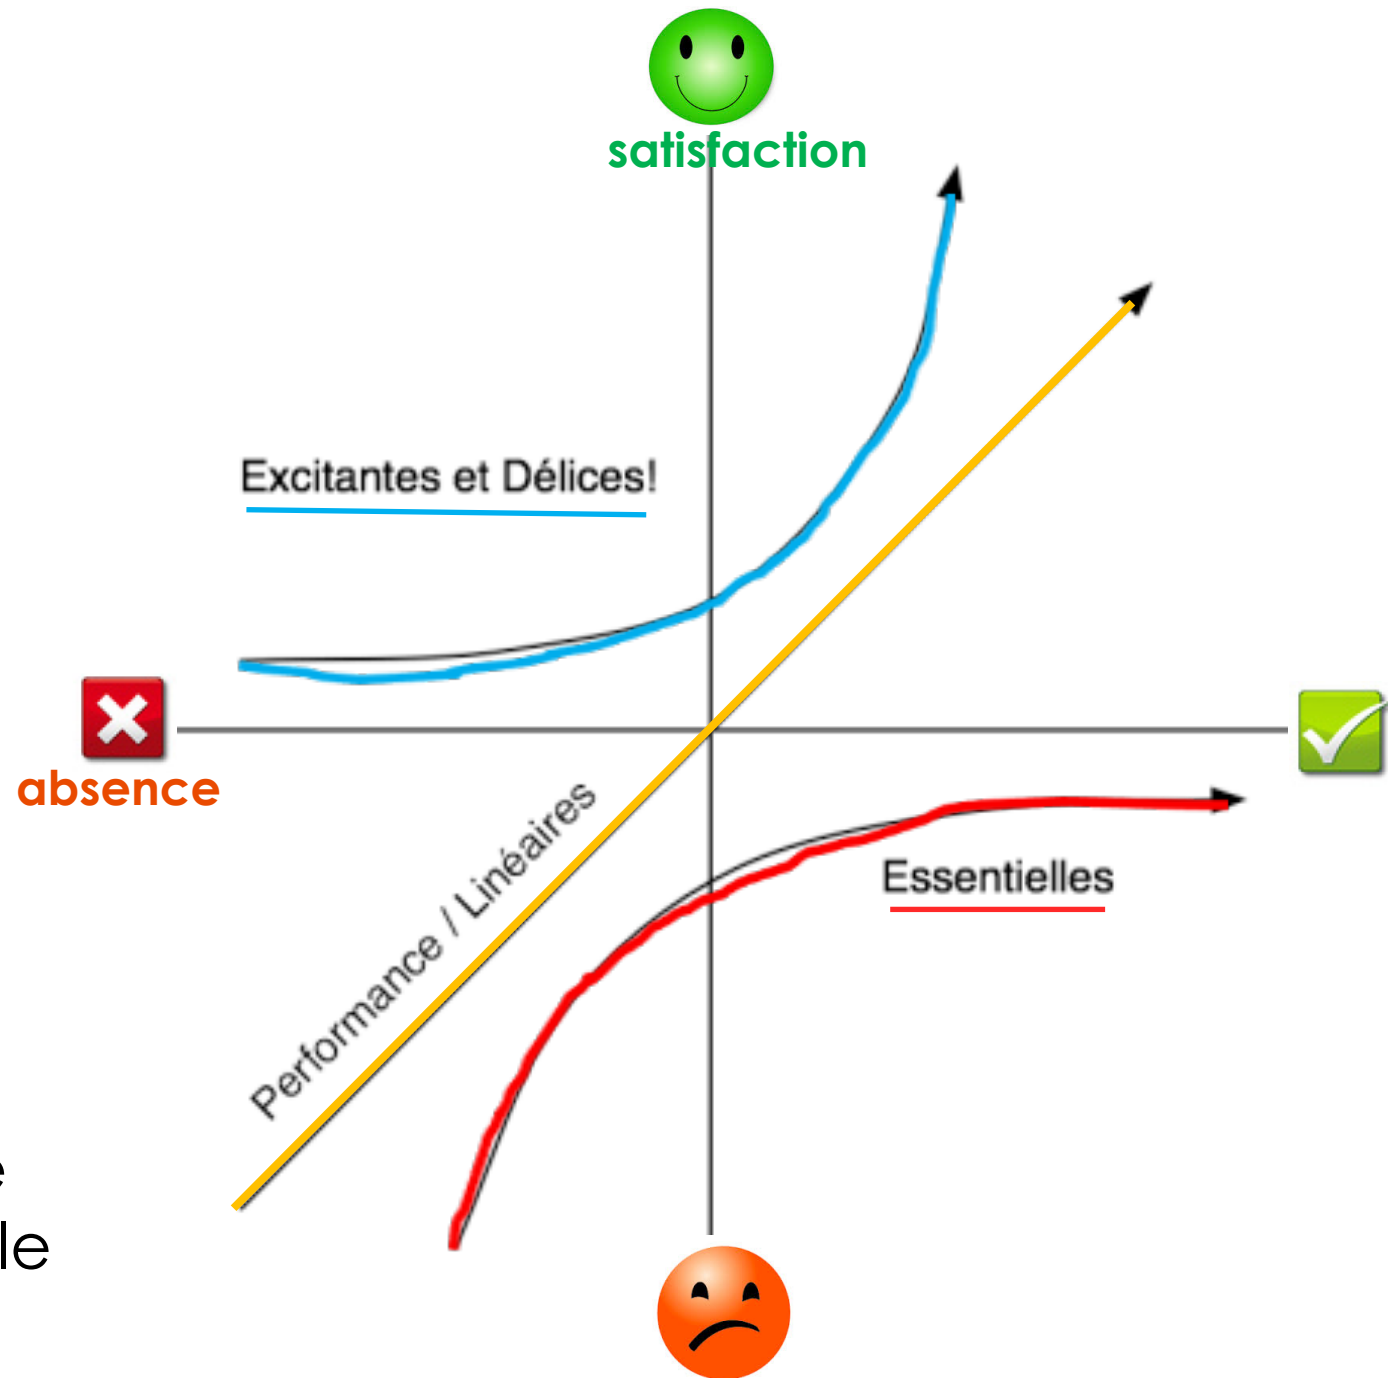 satisfaction
Excitantes et Délices!
absence
Performance / Linéaires
Essentielles